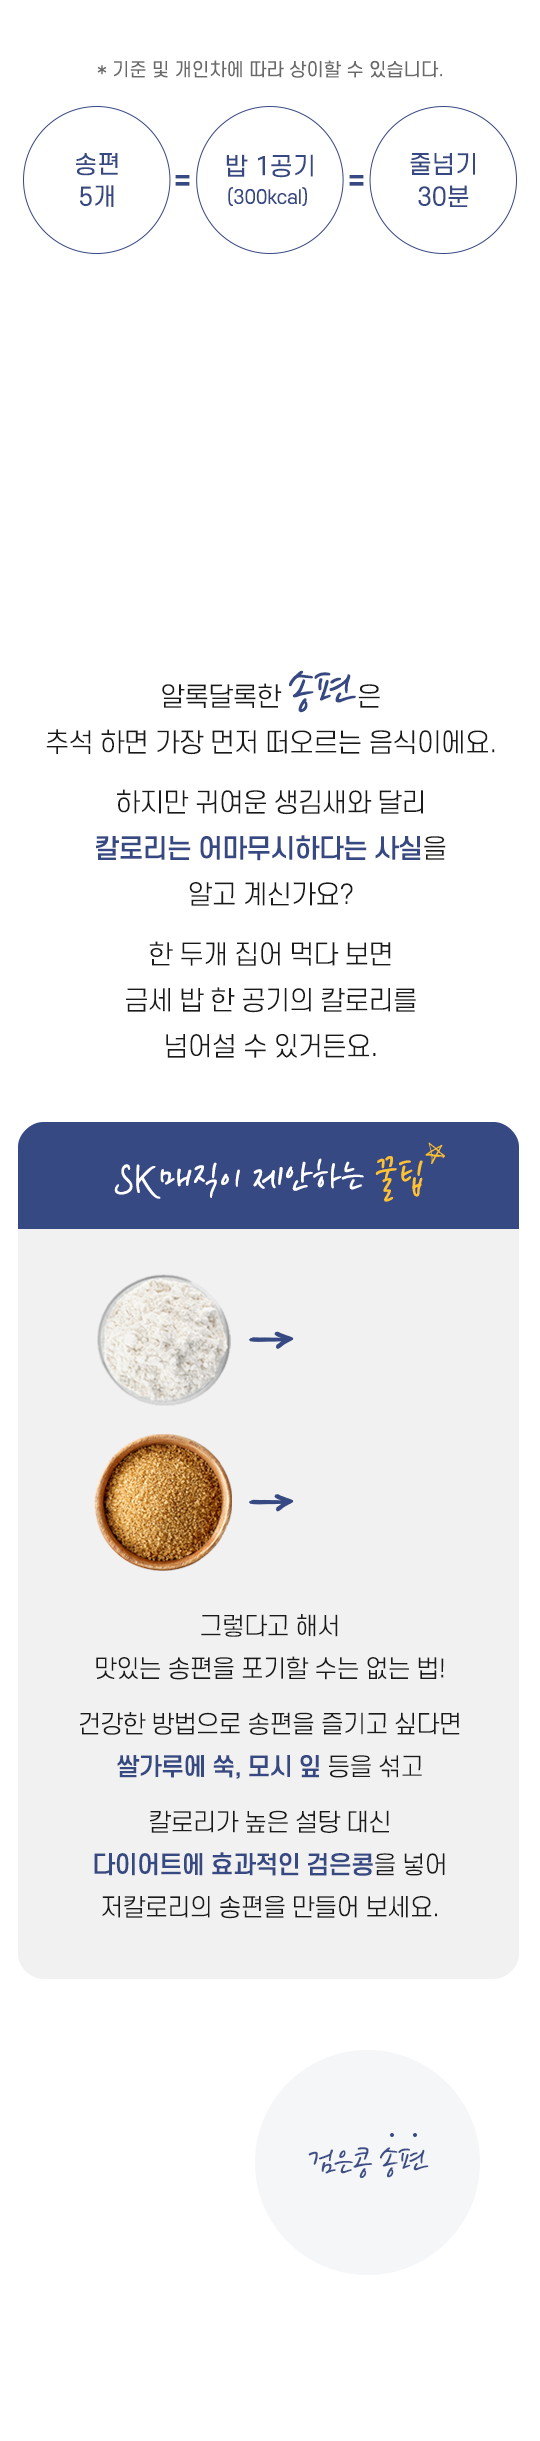 * 기준 및 개인차에 따라 상이할 수 있습니다.
송편
5개
=
밥 1공기
(300kcal)
=
줄넘기
30분
알록달록한 송편은
추석 하면 가장 먼저 떠오르는 음식이에요.
하지만 귀여운 생김새와 달리
칼로리는 어마무시하다는 사실을
알고 계신가요?
한 두개 집어 먹다 보면
금세 밥 한 공기의 칼로리를
넘어설 수 있거든요.
SK매직이 제안하는 꿀팁
그렇다고 해서
맛있는 송편을 포기할 수는 없는 법!
건강한 방법으로 송편을 즐기고 싶다면
쌀가루에 쑥, 모시 잎 등을 섞고
칼로리가 높은 설탕 대신
다이어트에 효과적인 검은콩을 넣어
저칼로리의 송편을 만들어 보세요.
검은콩 송편